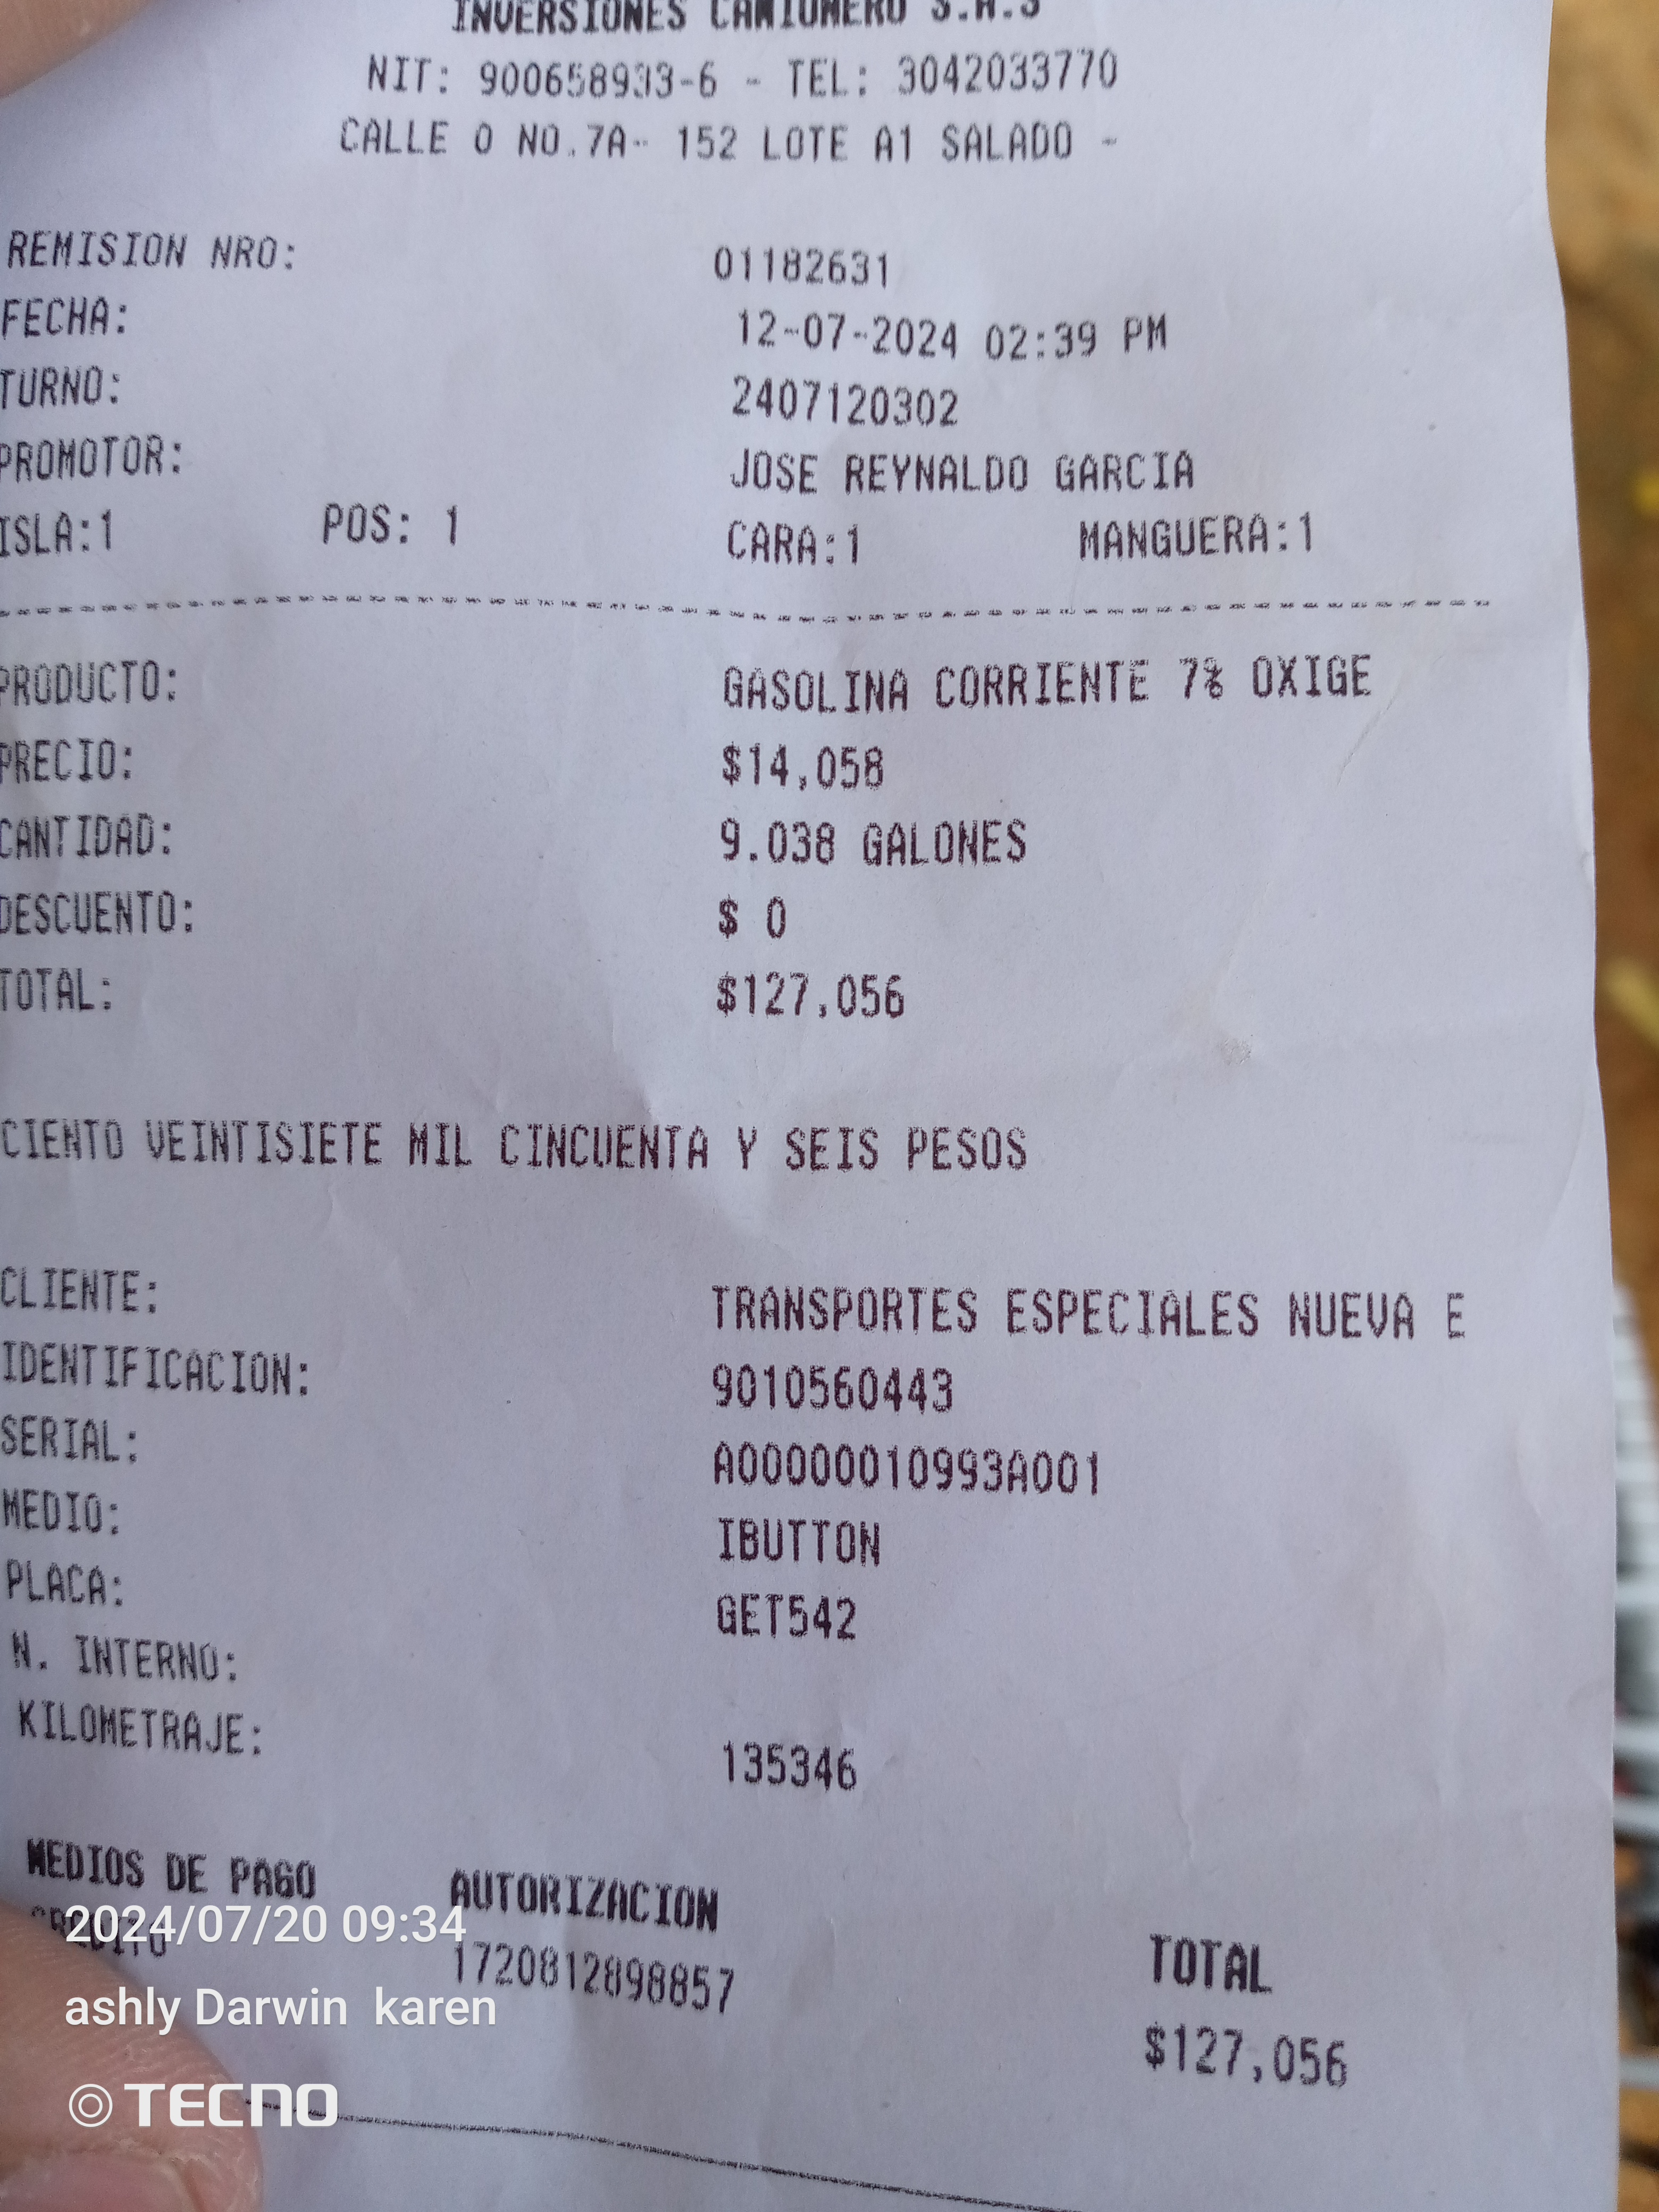 INVERSIONES CAMIONERO S.A.S
NIT: 900658933-6 - TEL: 3042033770
CALLE 0 NO.7A- 152 LOTE A1 SALADO -
REMISION NRO: 01182631
FECHA: 12-07-2024 02:39 PM
TURNO: 2407120302
PROMOTOR: JOSE REYNALDO GARCIA
ISLA:1 POS: 1 CARA:1 MANGUERA:1
PRODUCTO: GASOLINA CORRIENTE 7% OXIGE
PRECIO: $14,058
CANTIDAD: 9.038 GALONES
DESCUENTO: $ 0
TOTAL: $127,056
CIENTO VEINTISIETE MIL CINCUENTA Y SEIS PESOS
CLIENTE: TRANSPORTES ESPECIALES NUEVA E
IDENTIFICACION: 9010560443
SERIAL: A00000010993A001
MEDIO: IBUTTON
PLACA: GET542
N. INTERNO:
KILOMETRAJE: 135346
MEDIOS DE PAGO AUTORIZACION TOTAL
CREDITO 1720812898857 $127,056
2024/07/20 09:34
ashly Darwin karen
TECNO